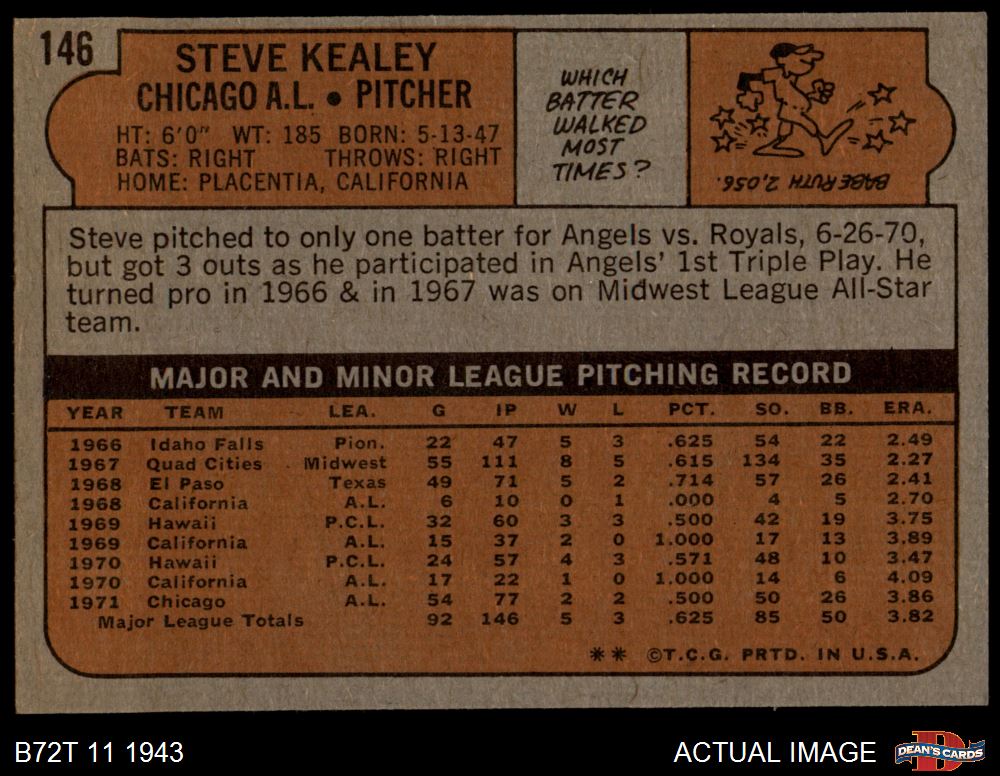 146
STEVE KEALEY
CHICAGO A.L. • PITCHER
HT: 6'0" WT: 185 BORN: 5-13-47
BATS: RIGHT THROWS: RIGHT
HOME: PLACENTIA, CALIFORNIA
WHICH
BATTER
WALKED
MOST
TIMES?
BABE RUTH 2,056.
Steve pitched to only one batter for Angels vs. Royals, 6-26-70,
but got 3 outs as he participated in Angels' 1st Triple Play. He
turned pro in 1966 & in 1967 was on Midwest League All-Star
team.
MAJOR AND MINOR LEAGUE PITCHING RECORD
YEAR TEAM LEA. G IP W L PCT. SO. BB. ERA.
1966 Idaho Falls Pion. 22 47 5 3 .625 54 22 2.49
1967 Quad Cities Midwest 55 111 8 5 .615 134 35 2.27
1968 El Paso Texas 49 71 5 2 .714 57 26 2.41
1968 California A.L. 6 10 0 1 .000 4 5 2.70
1969 Hawaii P.C.L. 32 60 3 3 .500 42 19 3.75
1969 California A.L. 15 37 2 0 1.000 17 13 3.89
1970 Hawaii P.C.L. 24 57 4 3 .571 48 10 3.47
1970 California A.L. 17 22 1 0 1.000 14 6 4.09
1971 Chicago A.L. 54 77 2 2 .500 50 26 3.86
Major League Totals 92 146 5 3 .625 85 50 3.82
** ©T.C.G. PRTD. IN U.S.A.
B72T 11 1943
ACTUAL IMAGE
DEAN'S CARDS